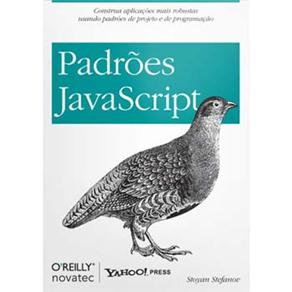 Construa aplicações mais robustas
usando padrões de projeto e de programação
Padrões
JavaScript
O'REILLY®
novatec
YAHOO! PRESS
Stoyan Stefanov